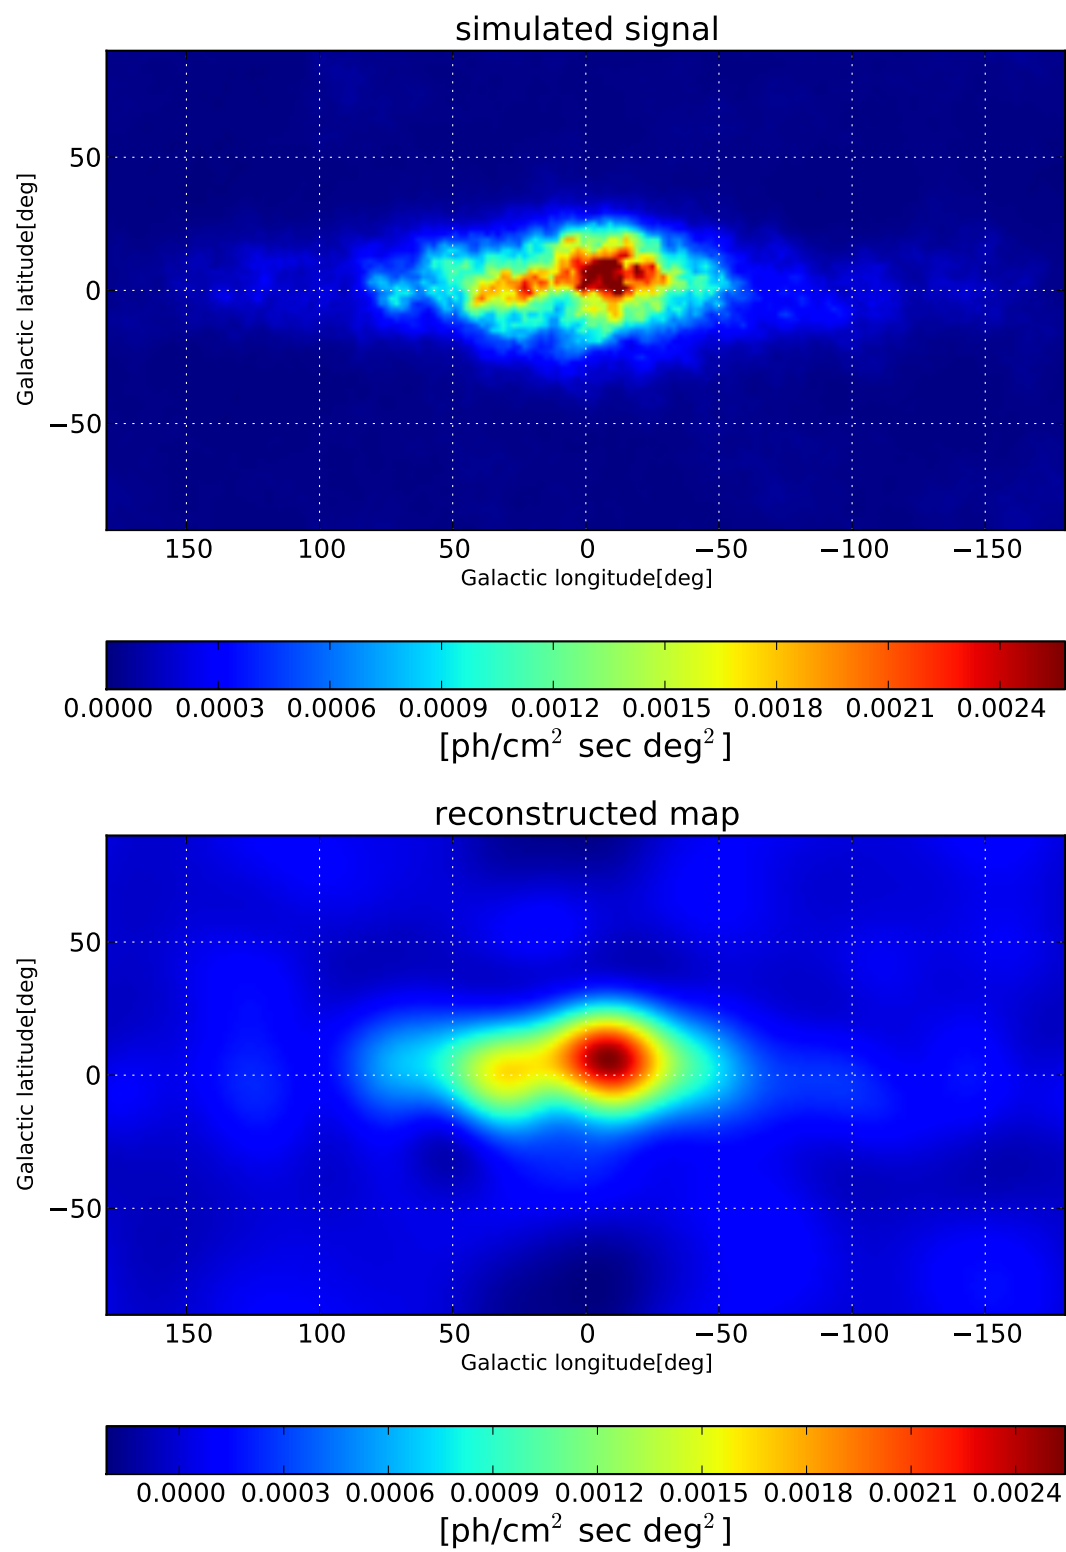 simulated signal
50
0
−50
Galactic latitude[deg]
150 100 50 0 −50 −100 −150
Galactic longitude[deg]
0.0000 0.0003 0.0006 0.0009 0.0012 0.0015 0.0018 0.0021 0.0024
[ph/cm² sec deg²]
reconstructed map
50
0
−50
Galactic latitude[deg]
150 100 50 0 −50 −100 −150
Galactic longitude[deg]
0.0000 0.0003 0.0006 0.0009 0.0012 0.0015 0.0018 0.0021 0.0024
[ph/cm² sec deg²]